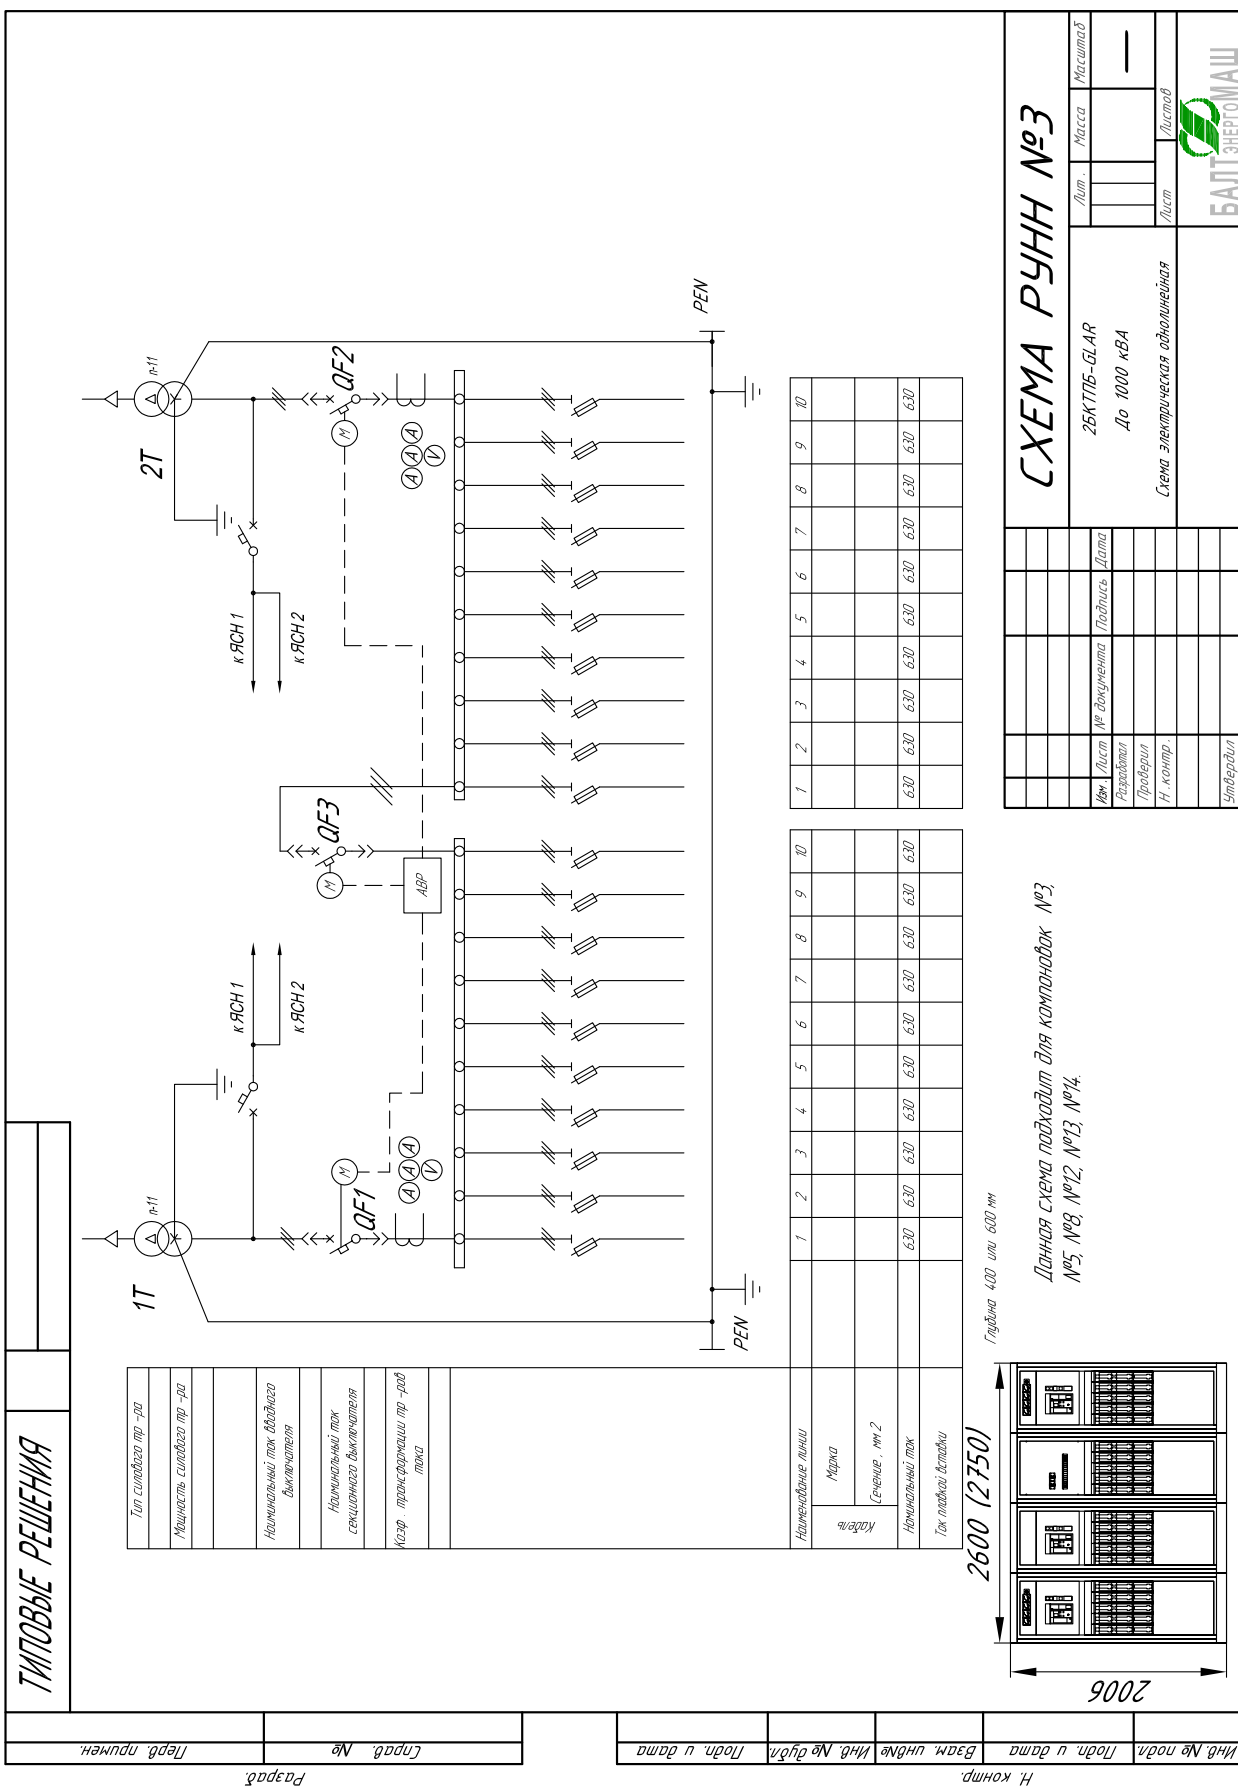 ТИПОВЫЕ РЕШЕНИЯ
Перв. примен.
Справ. №
Разраб.
Подп. и дата
Инв. № дубл.
Взам. инв№
Подп. и дата
Инв. № подл
Н. контр.
1Т
п-11
2Т
п-11
к ЯСН 1
к ЯСН 2
к ЯСН 1
к ЯСН 2
QF1
QF3
QF2
М
М
М
А А А
V
А А А
V
АВР
PEN
PEN
Тип силового тр -ра
Мощность силового тр -ра
Номинальный ток вводного
выключателя
Номинальный ток
секционного выключателя
Коэф . трансформации тр -ров
тока
Наименование линии 1 2 3 4 5 6 7 8 9 10 1 2 3 4 5 6 7 8 9 10
Кабель
Марка
Сечение , мм 2
Номинальный ток 630 630 630 630 630 630 630 630 630 630 630 630 630 630 630 630 630 630 630 630
Ток плавкой вставки
2600 (2750)
2006
Глубина 400 или 600 мм
Данная схема подходит для компоновок №3,
№5, №8, №12, №13, №14.
СХЕМА РУНН №3
Изм . Лист № документа Подпись Дата
Разработал
Проверил
Н . контр .
Утвердил
2БКТПБ-GLAR
До 1000 кВА
Схема электрическая однолинейная
Лит . Масса Масштаб
Лист Листов
БАЛТ ЭНЕРГОМАШ